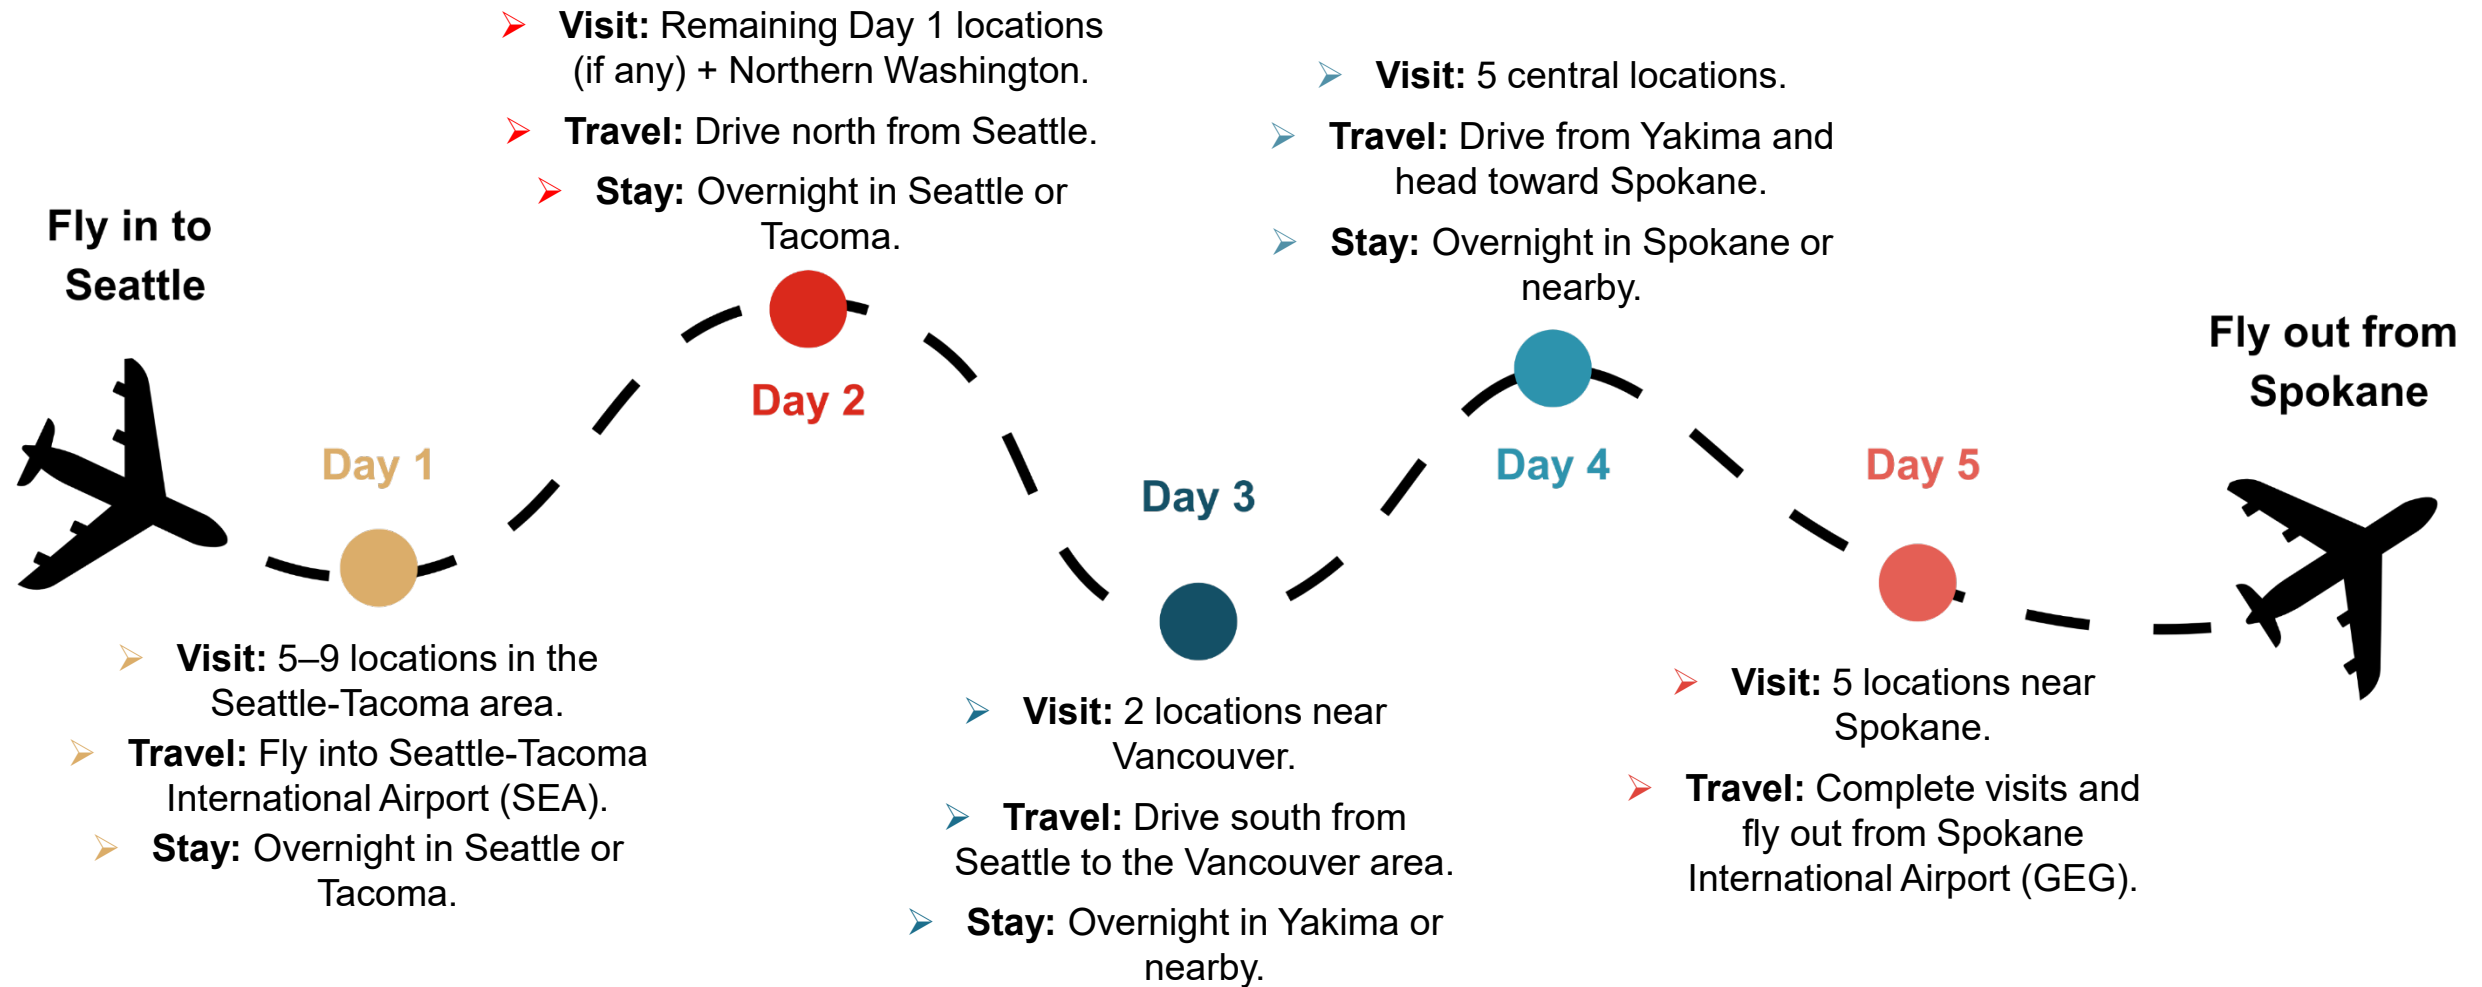 Fly in to
Seattle
Day 1
Visit: 5–9 locations in the
Seattle-Tacoma area.
Travel: Fly into Seattle-Tacoma
International Airport (SEA).
Stay: Overnight in Seattle or
Tacoma.
Visit: Remaining Day 1 locations
(if any) + Northern Washington.
Travel: Drive north from Seattle.
Stay: Overnight in Seattle or
Tacoma.
Day 2
Day 3
Visit: 2 locations near
Vancouver.
Travel: Drive south from
Seattle to the Vancouver area.
Stay: Overnight in Yakima or
nearby.
Visit: 5 central locations.
Travel: Drive from Yakima and
head toward Spokane.
Stay: Overnight in Spokane or
nearby.
Day 4
Day 5
Visit: 5 locations near
Spokane.
Travel: Complete visits and
fly out from Spokane
International Airport (GEG).
Fly out from
Spokane